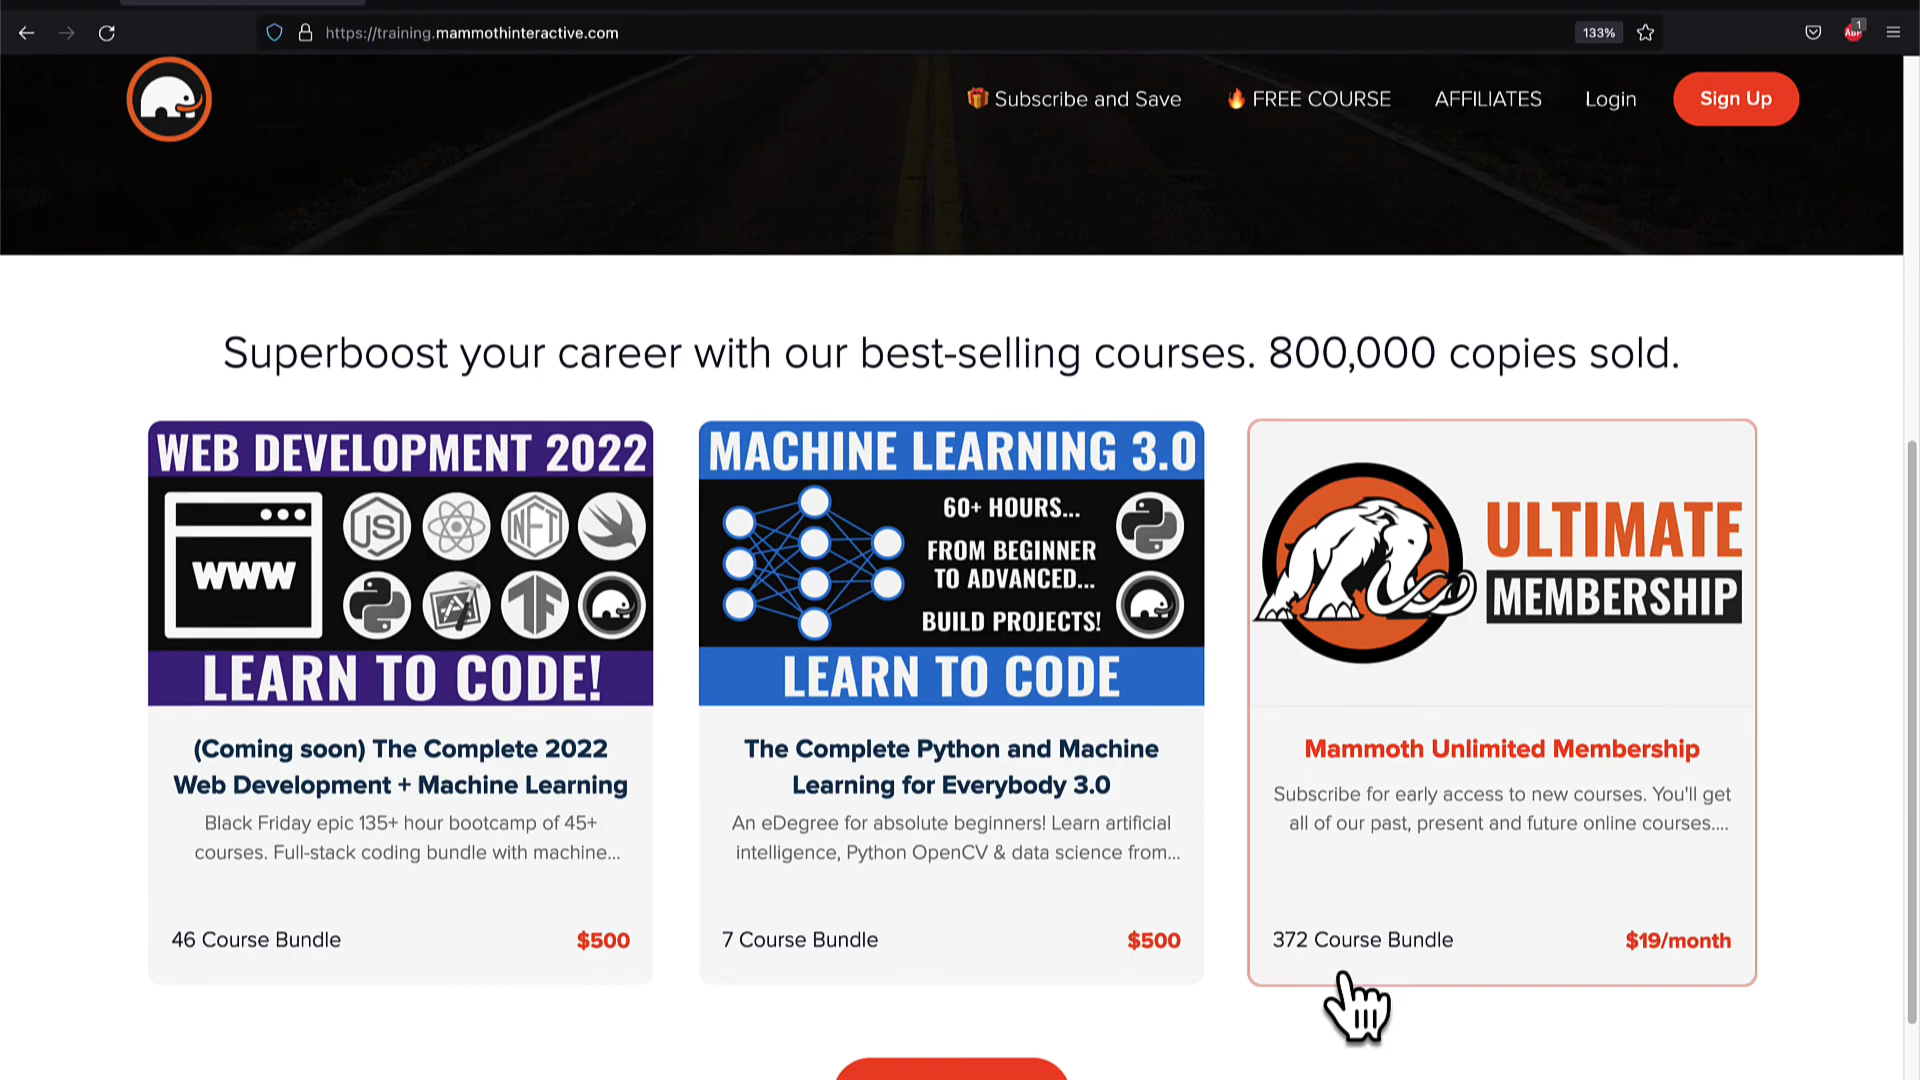 https://training.mammothinteractive.com
133%
1
ABP
🎁 Subscribe and Save
🔥 FREE COURSE
AFFILIATES
Login
Sign Up
Superboost your career with our best-selling courses. 800,000 copies sold.
WEB DEVELOPMENT 2022
WWW
JS
NFT
TF
LEARN TO CODE!
(Coming soon) The Complete 2022
Web Development + Machine Learning
Black Friday epic 135+ hour bootcamp of 45+
courses. Full-stack coding bundle with machine...
46 Course Bundle
$500
MACHINE LEARNING 3.0
60+ HOURS...
FROM BEGINNER
TO ADVANCED...
BUILD PROJECTS!
LEARN TO CODE
The Complete Python and Machine
Learning for Everybody 3.0
An eDegree for absolute beginners! Learn artificial
intelligence, Python OpenCV & data science from...
7 Course Bundle
$500
ULTIMATE
MEMBERSHIP
Mammoth Unlimited Membership
Subscribe for early access to new courses. You'll get
all of our past, present and future online courses....
372 Course Bundle
$19/month